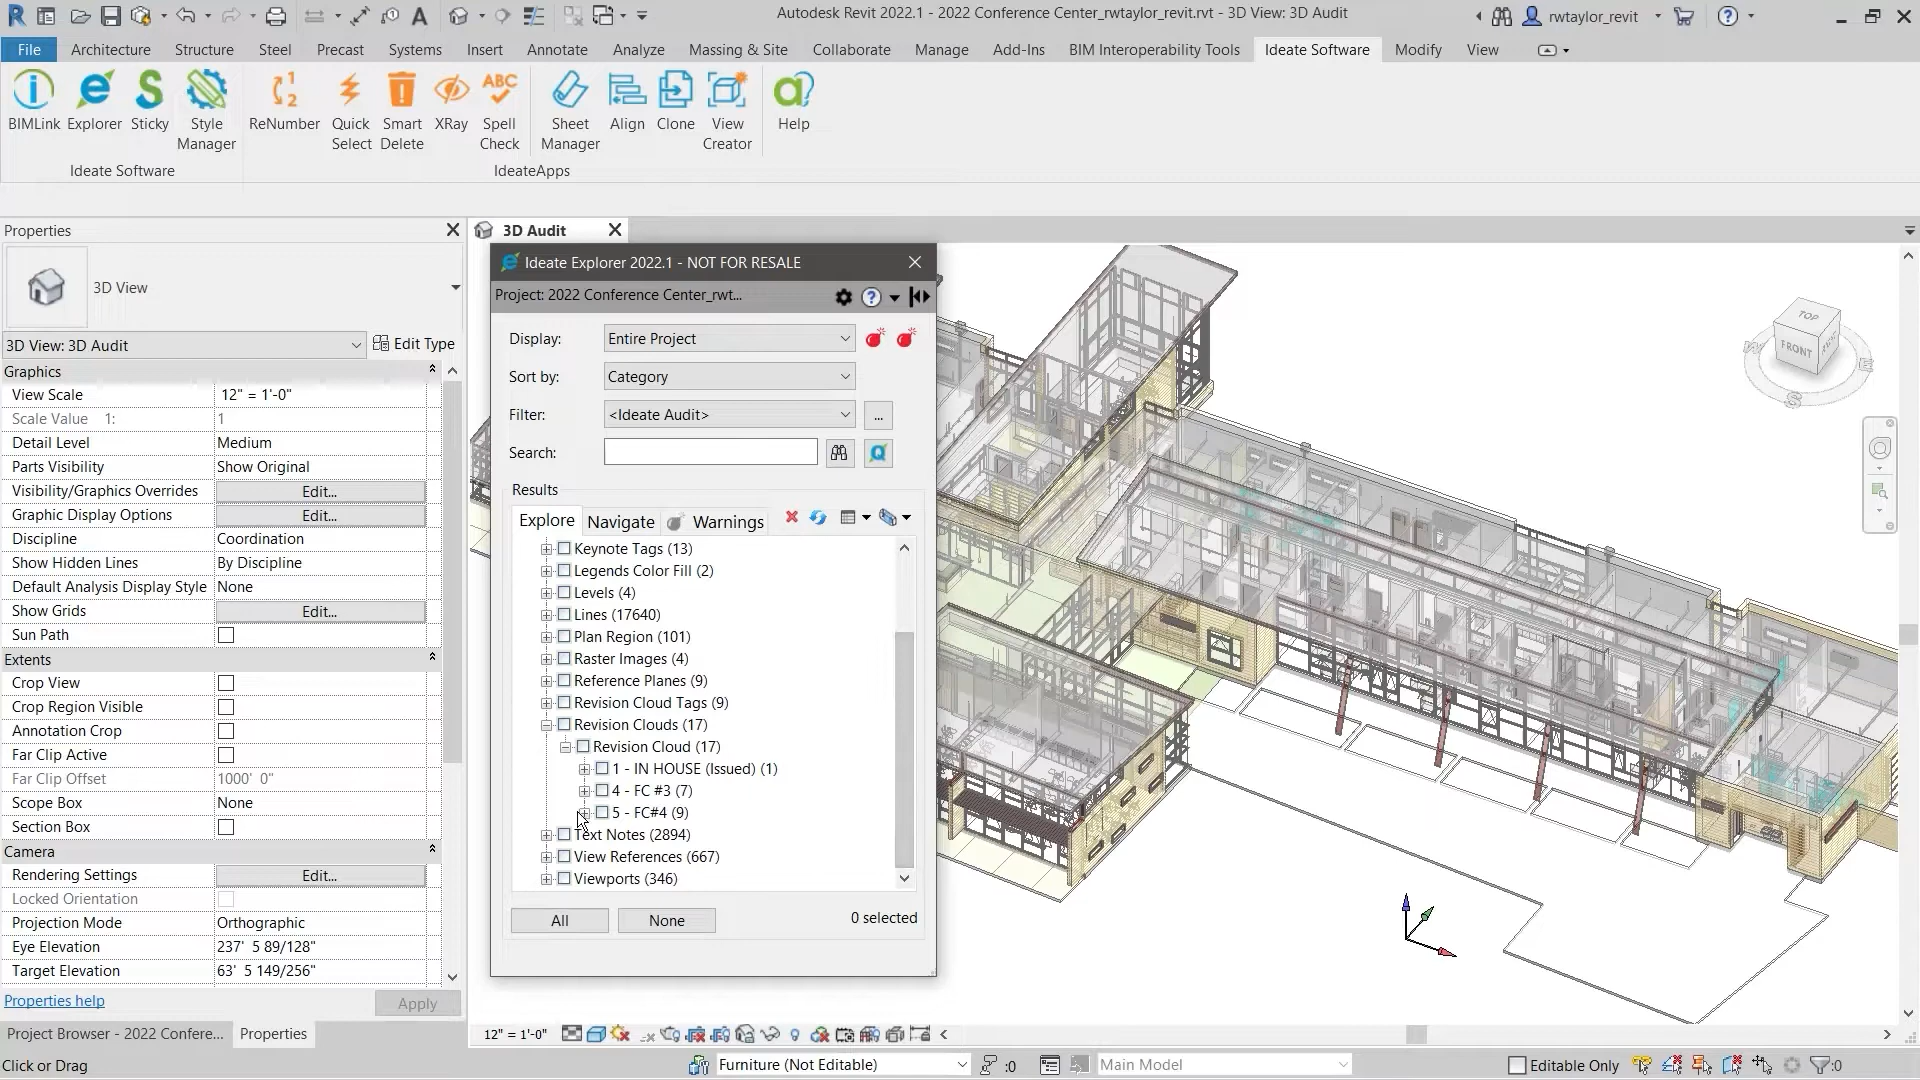 Autodesk Revit 2022.1 - 2022 Conference Center_rwtaylor_revit.rvt - 3D View: 3D Audit
rwtaylor_revit
File Architecture Structure Steel Precast Systems Insert Annotate Analyze Massing & Site Collaborate Manage Add-Ins BIM Interoperability Tools Ideate Software Modify View
BIMLink Explorer Sticky Style Manager ReNumber Quick Select Smart Delete XRay ABC Spell Check Sheet Manager Align Clone View Creator Help
Ideate Software IdeateApps
Properties
3D View
3D View: 3D Audit Edit Type
Graphics
View Scale 12" = 1'-0"
Scale Value 1: 1
Detail Level Medium
Parts Visibility Show Original
Visibility/Graphics Overrides Edit...
Graphic Display Options Edit...
Discipline Coordination
Show Hidden Lines By Discipline
Default Analysis Display Style None
Show Grids Edit...
Sun Path
Extents
Crop View
Crop Region Visible
Annotation Crop
Far Clip Active
Far Clip Offset 1000' 0"
Scope Box None
Section Box
Camera
Rendering Settings Edit...
Locked Orientation
Projection Mode Orthographic
Eye Elevation 237' 5 89/128"
Target Elevation 63' 5 149/256"
Properties help Apply
Project Browser - 2022 Confere... Properties
3D Audit
Ideate Explorer 2022.1 - NOT FOR RESALE
Project: 2022 Conference Center_rwt...
Display: Entire Project
Sort by: Category
Filter: <Ideate Audit> ...
Search:
Results
Explore Navigate Warnings
Keynote Tags (13)
Legends Color Fill (2)
Levels (4)
Lines (17640)
Plan Region (101)
Raster Images (4)
Reference Planes (9)
Revision Cloud Tags (9)
Revision Clouds (17)
Revision Cloud (17)
1 - IN HOUSE (Issued) (1)
4 - FC #3 (7)
5 - FC#4 (9)
Text Notes (2894)
View References (667)
Viewports (346)
All None 0 selected
TOP
FRONT
W E
S
12" = 1'-0"
Click or Drag
Furniture (Not Editable) :0 Main Model Editable Only :0